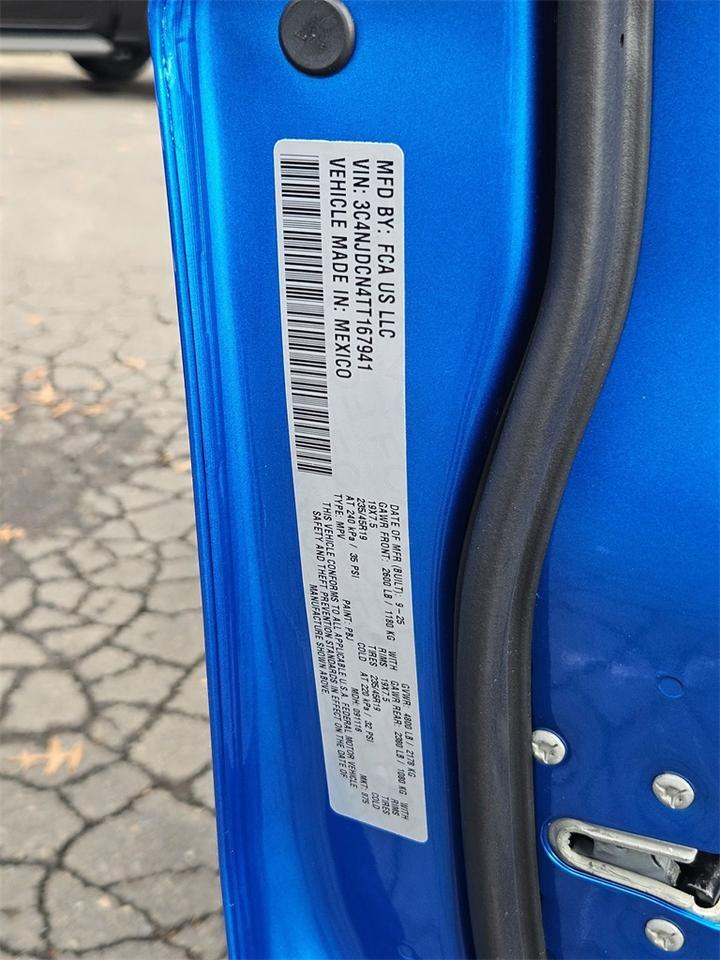 MFD BY: FCA US LLC
VIN: 3C4NJDCN4TT167941
VEHICLE MADE IN: MEXICO
DATE OF MFR (BUILT): 9-25 GVWR: 4800 LB / 2178 KG
GAWR FRONT: 2600 LB / 1180 KG WITH GAWR REAR: 2380 LB / 1080 KG WITH
19X7.5 RIMS 19X7.5 RIMS
235/45R19 TIRES 235/45R19 TIRES
AT 240 kPa / 35 PSI COLD AT 220 kPa / 32 PSI COLD
TYPE: MPV PAINT: PBJ MDH: 091116 MKT: 875
THIS VEHICLE CONFORMS TO ALL APPLICABLE U.S.A. FEDERAL MOTOR VEHICLE
SAFETY AND THEFT PREVENTION STANDARDS IN EFFECT ON THE DATE OF
MANUFACTURE SHOWN ABOVE